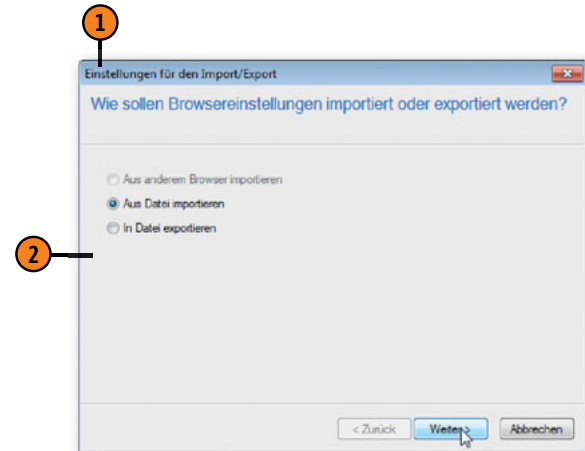 1
Einstellungen für den Import/Export
Wie sollen Browsereinstellungen importiert oder exportiert werden?
Aus anderem Browser importieren
Aus Datei importieren
In Datei exportieren
2
< Zurück Weiter > Abbrechen